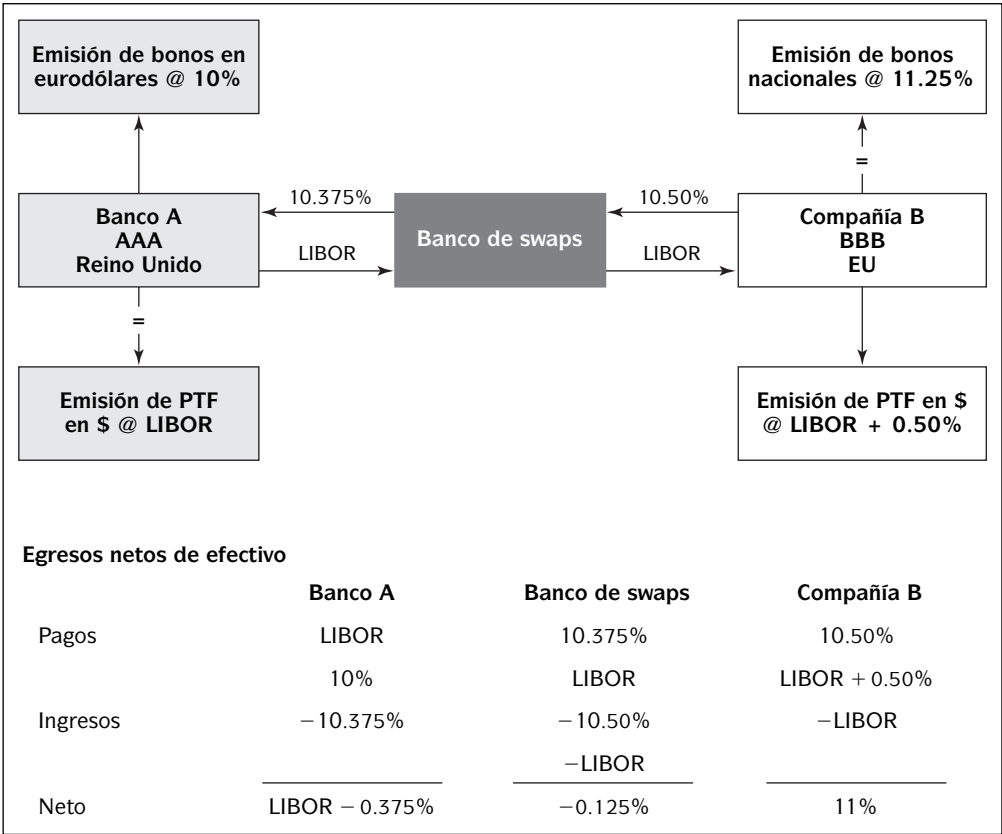 Emisión de bonos en
eurodólares @ 10%
Emisión de bonos
nacionales @ 11.25%
=
10.375%
10.50%
Banco A
AAA
Reino Unido
Banco de swaps
Compañía B
BBB
EU
LIBOR
LIBOR
=
Emisión de PTF
en $ @ LIBOR
Emisión de PTF en $
@ LIBOR + 0.50%
Egresos netos de efectivo
Banco A Banco de swaps Compañía B
Pagos LIBOR 10.375% 10.50%
10% LIBOR LIBOR + 0.50%
Ingresos −10.375% −10.50% −LIBOR
−LIBOR
Neto LIBOR − 0.375% −0.125% 11%